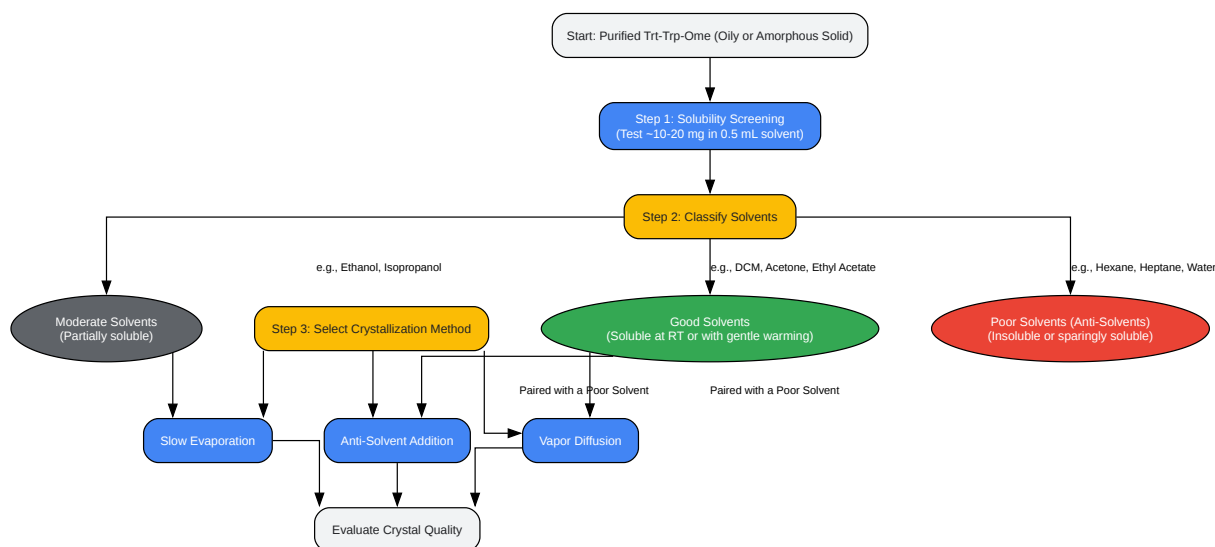 Start: Purified Trt-Trp-Ome (Oily or Amorphous Solid)
Step 1: Solubility Screening
(Test ~10-20 mg in 0.5 mL solvent)
Step 2: Classify Solvents
e.g., Ethanol, Isopropanol
e.g., DCM, Acetone, Ethyl Acetate
e.g., Hexane, Heptane, Water
Moderate Solvents
(Partially soluble)
Step 3: Select Crystallization Method
Good Solvents
(Soluble at RT or with gentle warming)
Poor Solvents (Anti-Solvents)
(Insoluble or sparingly soluble)
Paired with a Poor Solvent
Paired with a Poor Solvent
Slow Evaporation
Anti-Solvent Addition
Vapor Diffusion
Evaluate Crystal Quality